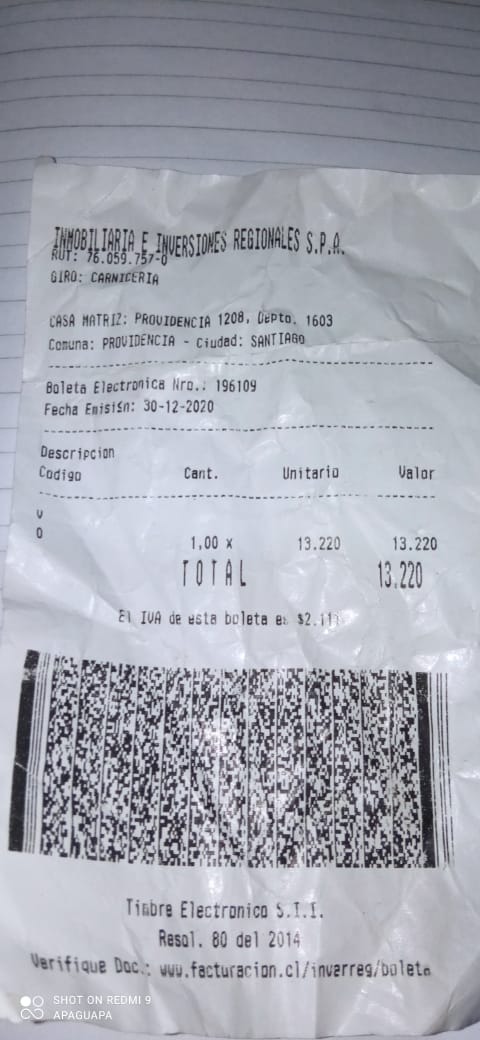 INMOBILIARIA E INVERSIONES REGIONALES S.P.A.
RUT: 76.059.757-0
GIRO: CARNICERIA
CASA MATRIZ: PROVIDENCIA 1208, Depto. 1603
Comuna: PROVIDENCIA - Ciudad: SANTIAGO
Boleta Electronica Nro.: 196109
Fecha Emisión: 30-12-2020
Descripcion
Codigo Cant. Unitario Valor
V
0
1,00 x 13.220 13.220
TOTAL 13.220
El IVA de esta boleta es $2.111
Timbre Electronico S.I.I.
Resol. 80 del 2014
Verifique Doc.: www.facturacion.cl/inverreg/boleta
SHOT ON REDMI 9
APAGUAPA